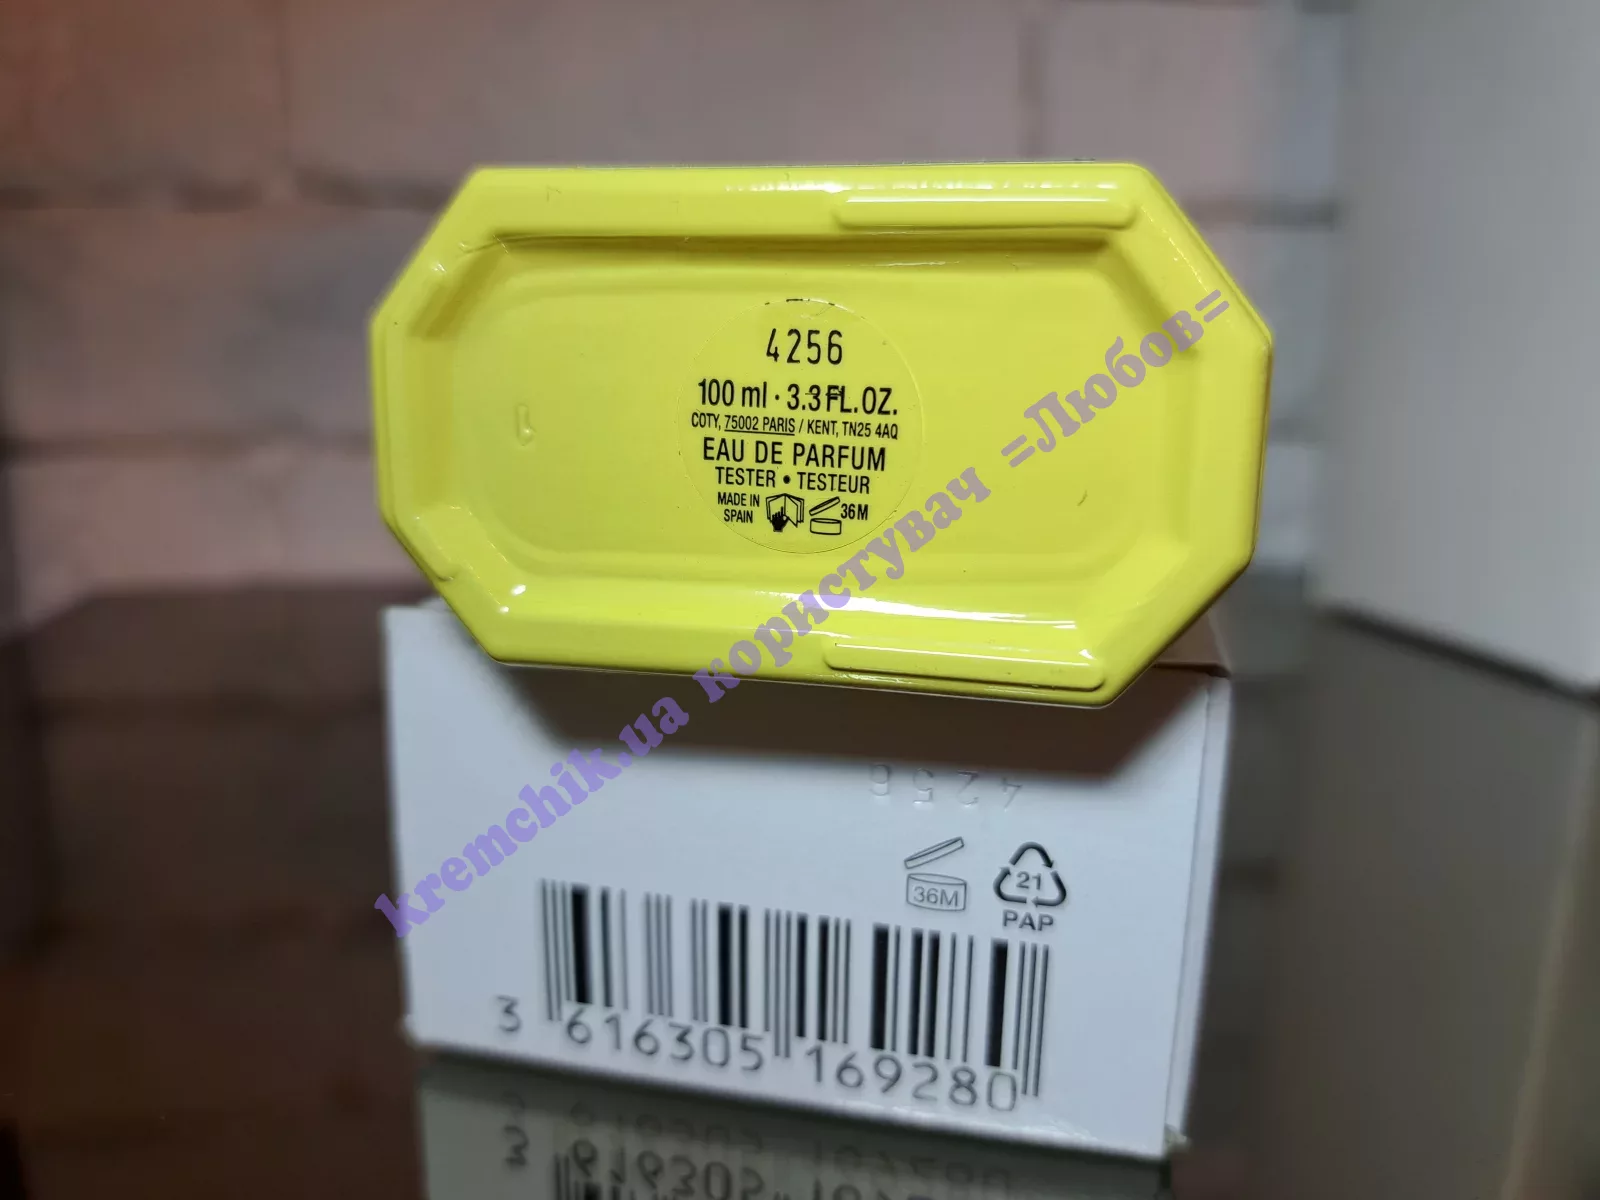 4256
100 ml · 3.3 FL. OZ.
COTY, 75002 PARIS / KENT, TN25 4AQ
EAU DE PARFUM
TESTER • TESTEUR
MADE IN
SPAIN
36M
kremchik.ua користувач =Любов=
4256
36M
21
PAP
3 616305 169280